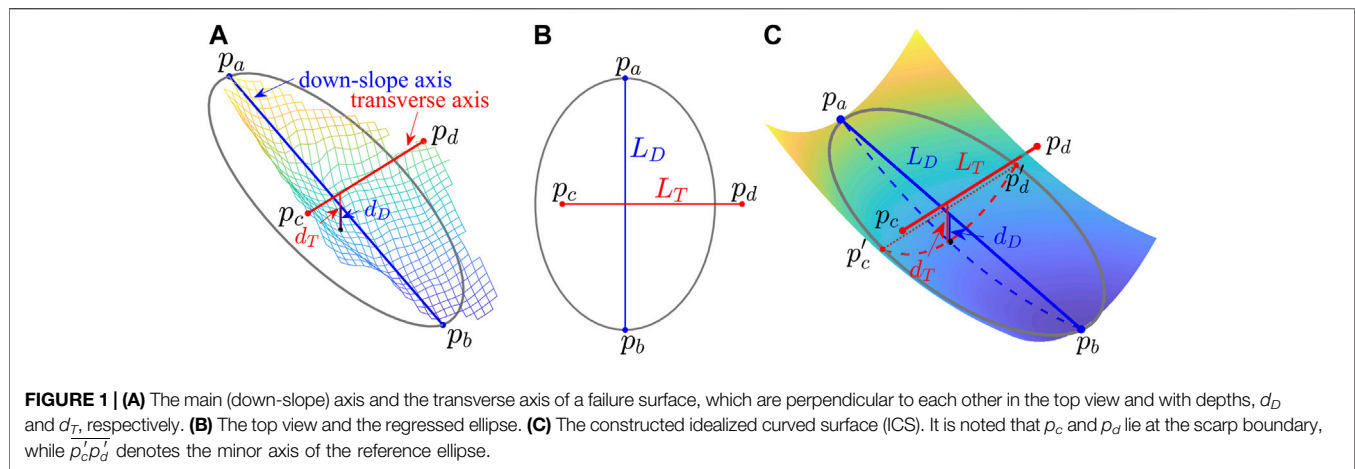 A
B
C
p_a
down-slope axis
transverse axis
p_d
p_c
d_D
d_T
p_b
p_a
L_D
p_c
L_T
p_d
p_b
p_a
L_D
L_T
p_d
p'_d
p_c
p'_c
d_T
d_D
p_b
FIGURE 1 | (A) The main (down-slope) axis and the transverse axis of a failure surface, which are perpendicular to each other in the top view and with depths, d_D
and d_T, respectively. (B) The top view and the regressed ellipse. (C) The constructed idealized curved surface (ICS). It is noted that p_c and p_d lie at the scarp boundary,
while \overline{p'_c p'_d} denotes the minor axis of the reference ellipse.